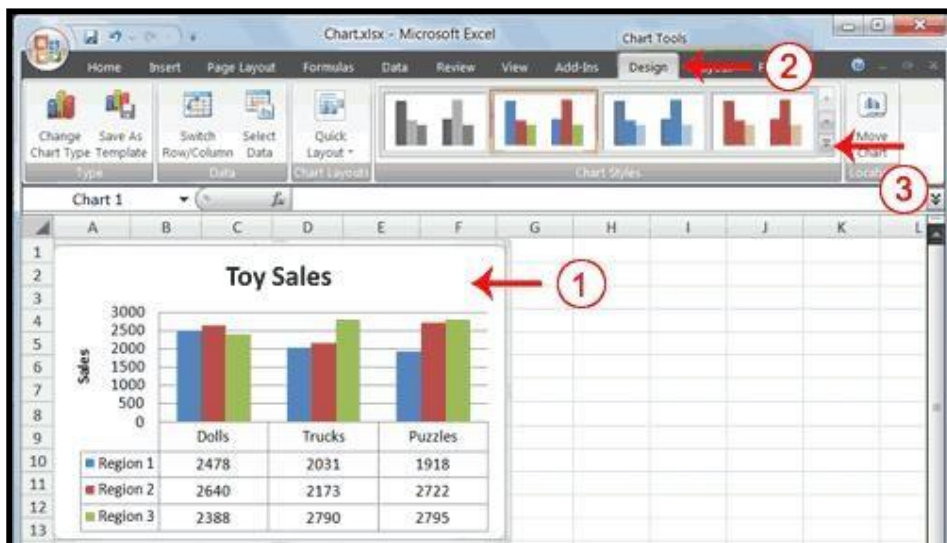 Chart.xlsx - Microsoft Excel
Chart Tools
Home Insert Page Layout Formulas Data Review View Add-Ins Design 2
Change Chart Type
Save As Template
Switch Row/Column
Select Data
Quick Layout
Move Chart
Type Data Chart Layouts Chart Styles
3
Chart 1 fx
A B C D E F G H I J K L
1
2
3
4
5
6
7
8
9
10
11
12
13
Toy Sales
1
Sales
3000
2500
2000
1500
1000
500
0
Dolls Trucks Puzzles
Region 1 2478 2031 1918
Region 2 2640 2173 2722
Region 3 2388 2790 2795